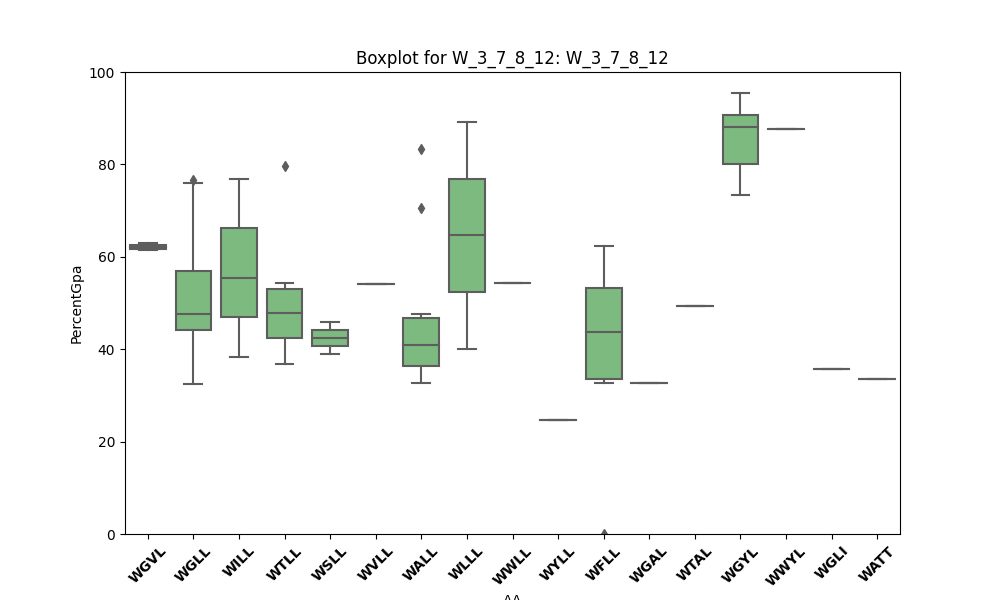 Boxplot for W_3_7_8_12: W_3_7_8_12
PercentGpa
100
80
60
40
20
0
WGVL WGLL WILL WTLL WSLL WVLL WALL WLLL WWLL WYLL WFLL WGAL WTAL WGYL WWYL WGLI WATT
AA